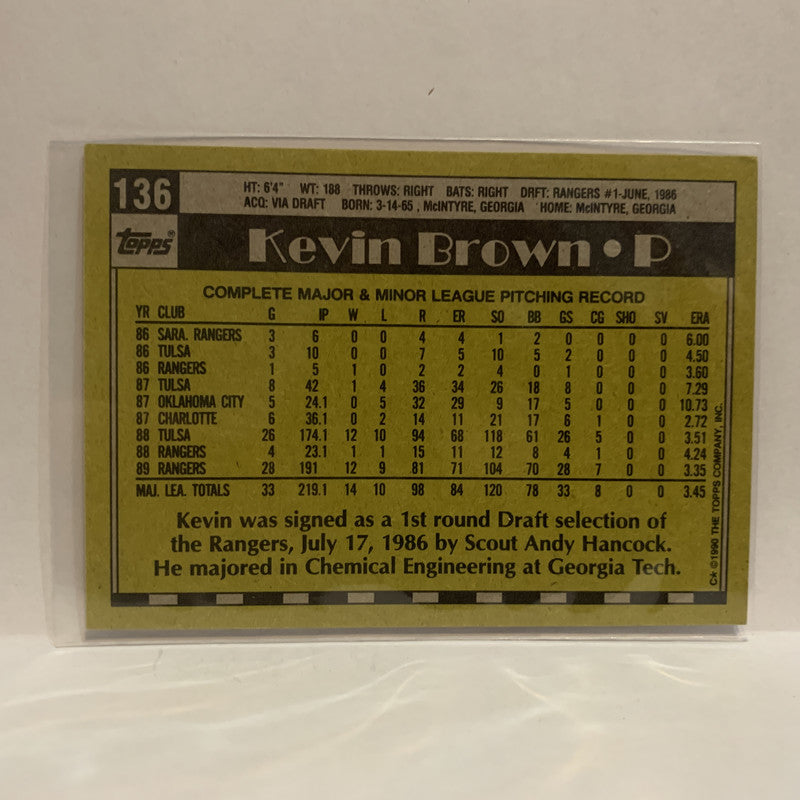 136
HT: 6'4" WT: 188 THROWS: RIGHT BATS: RIGHT DRFT: RANGERS #1-JUNE, 1986
ACQ: VIA DRAFT BORN: 3-14-65, McINTYRE, GEORGIA HOME: McINTYRE, GEORGIA
topps®
Kevin Brown • P
COMPLETE MAJOR & MINOR LEAGUE PITCHING RECORD
YR CLUB G IP W L R ER SO BB GS CG SHO SV ERA
86 SARA. RANGERS 3 6 0 0 4 4 1 2 0 0 0 0 6.00
86 TULSA 3 10 0 0 7 5 10 5 2 0 0 0 4.50
86 RANGERS 1 5 1 0 2 2 4 0 1 0 0 0 3.60
87 TULSA 8 42 1 4 36 34 26 18 8 0 0 0 7.29
87 OKLAHOMA CITY 5 24.1 0 5 32 29 9 17 5 0 0 0 10.73
87 CHARLOTTE 6 36.1 0 2 14 11 21 17 6 1 0 0 2.72
88 TULSA 26 174.1 12 10 94 68 118 61 26 5 0 0 3.51
88 RANGERS 4 23.1 1 1 15 11 12 8 4 1 0 0 4.24
89 RANGERS 28 191 12 9 81 71 104 70 28 7 0 0 3.35
MAJ. LEA. TOTALS 33 219.1 14 10 98 84 120 78 33 8 0 0 3.45
Kevin was signed as a 1st round Draft selection of
the Rangers, July 17, 1986 by Scout Andy Hancock.
He majored in Chemical Engineering at Georgia Tech.
C★ ©1990 THE TOPPS COMPANY, INC.